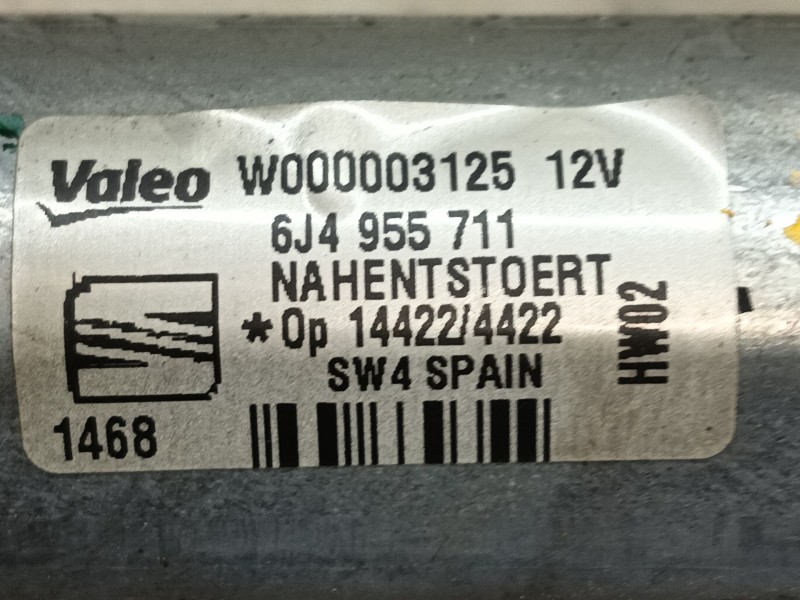 Valeo W000003125 12V
6J4 955 711
NAHENTSTOERT
*Op 14422/4422
SW4 SPAIN
HW02
1468